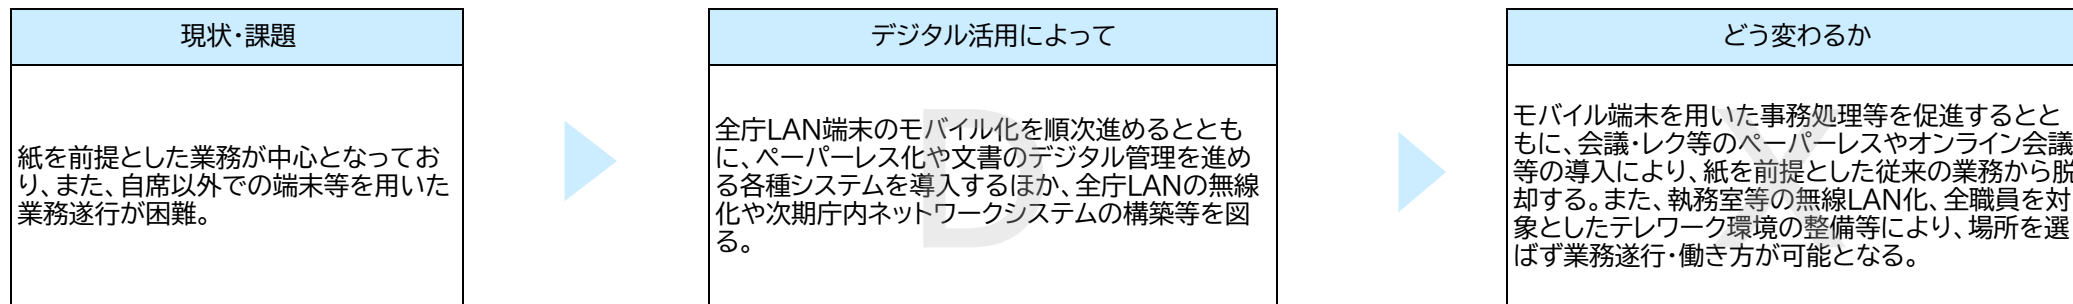 現状・課題
紙を前提とした業務が中心となってお
り、また、自席以外での端末等を用いた
業務遂行が困難。
デジタル活用によって
全庁LAN端末のモバイル化を順次進めるととも
に、ペーパーレス化や文書のデジタル管理を進め
る各種システムを導入するほか、全庁LANの無線
化や次期庁内ネットワークシステムの構築等を図
る。
D
どう変わるか
モバイル端末を用いた事務処理等を促進するとと
もに、会議・レク等のペーパーレスやオンライン会議
等の導入により、紙を前提とした従来の業務から脱
却する。また、執務室等の無線LAN化、全職員を対
象としたテレワーク環境の整備等により、場所を選
ばず業務遂行・働き方が可能となる。
X